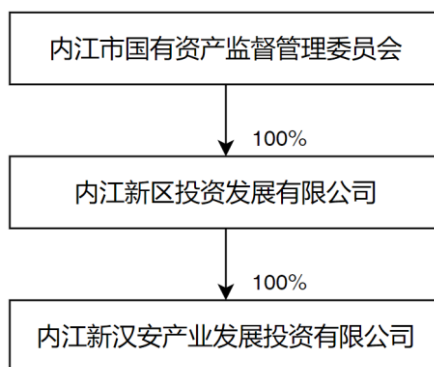 内江市国有资产监督管理委员会
100%
内江新区投资发展有限公司
100%
内江新汉安产业发展投资有限公司